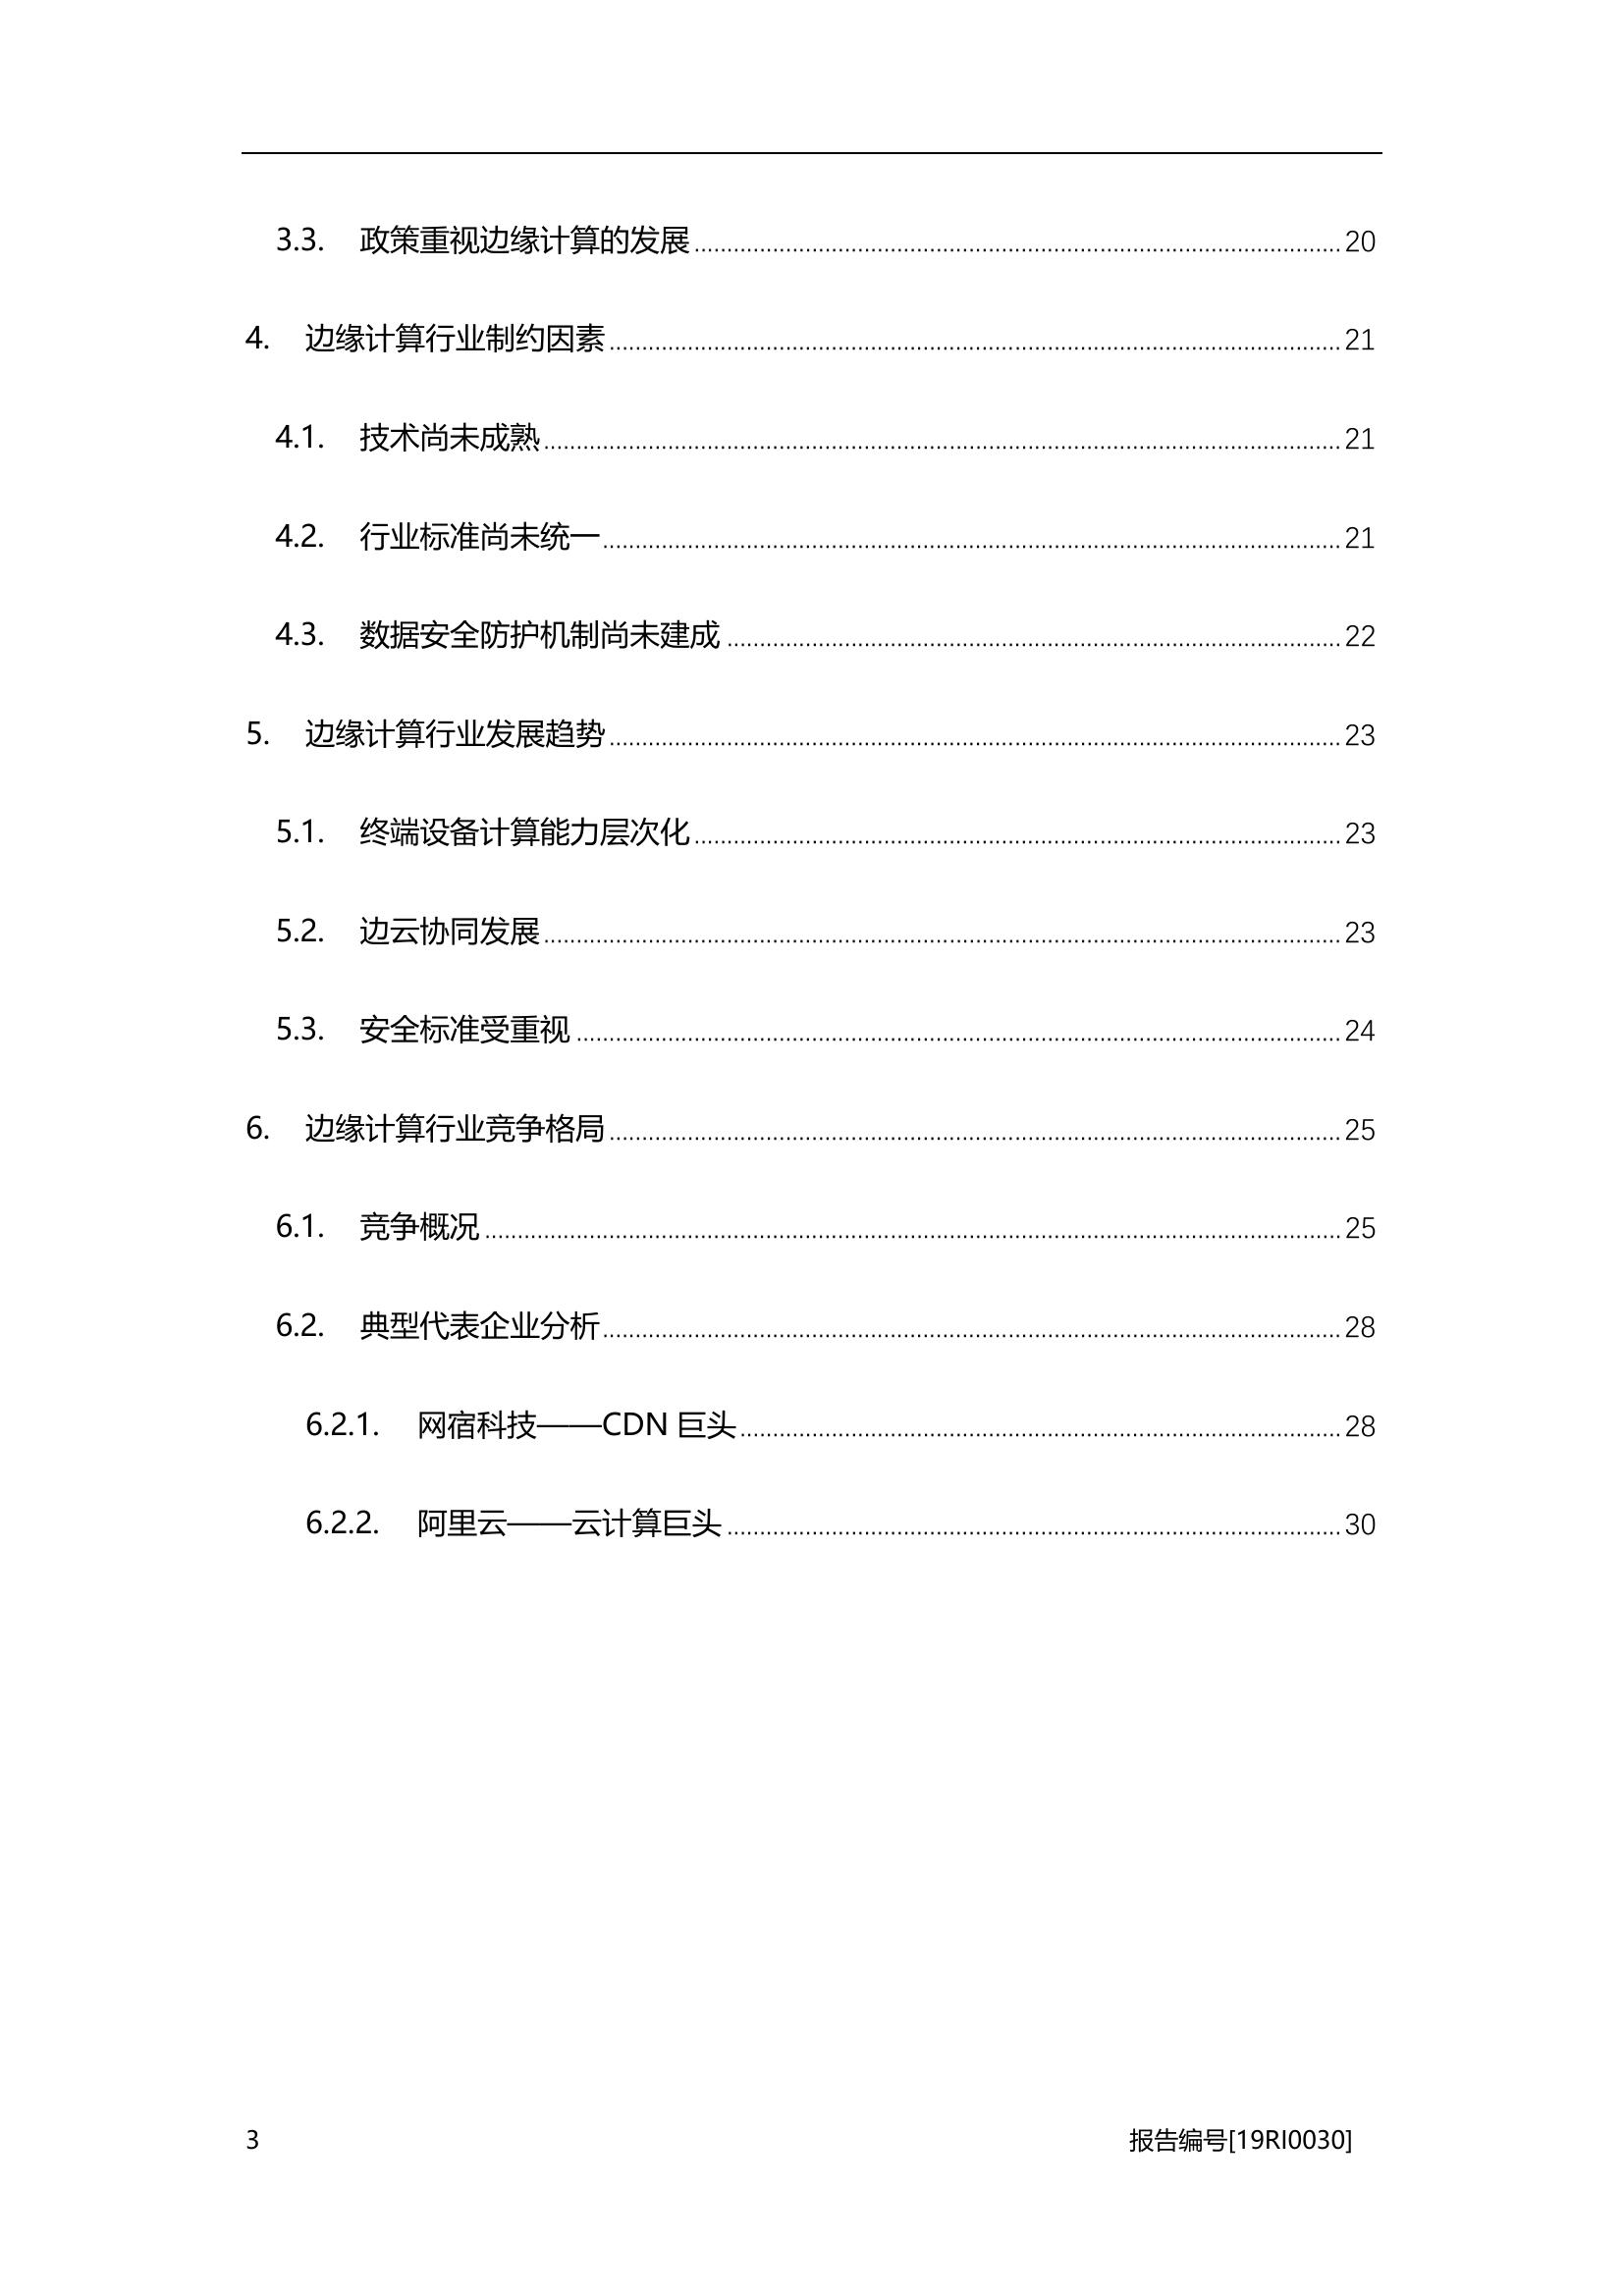 3.3. 政策重视边缘计算的发展 20
4. 边缘计算行业制约因素 21
4.1. 技术尚未成熟 21
4.2. 行业标准尚未统一 21
4.3. 数据安全防护机制尚未建成 22
5. 边缘计算行业发展趋势 23
5.1. 终端设备计算能力层次化 23
5.2. 边云协同发展 23
5.3. 安全标准受重视 24
6. 边缘计算行业竞争格局 25
6.1. 竞争概况 25
6.2. 典型代表企业分析 28
6.2.1. 网宿科技——CDN 巨头 28
6.2.2. 阿里云——云计算巨头 30
3 报告编号[19RI0030]